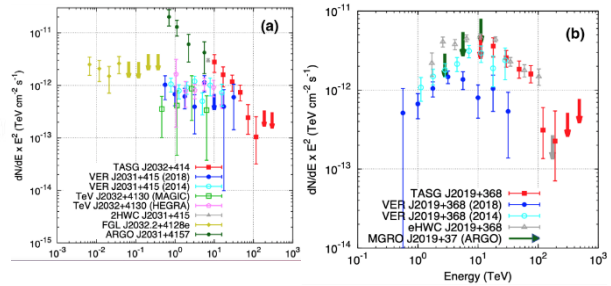 (a)
dN/dE x E² (TeV cm⁻² s⁻¹)
10⁻¹¹
10⁻¹²
10⁻¹³
10⁻¹⁴
10⁻¹⁵
TASG J2032+414
VER J2031+415 (2018)
VER J2031+415 (2014)
TeV J2032+4130 (MAGIC)
TeV J2032+4130 (HEGRA)
2HWC J2031+415
FGL J2032.2+4128e
ARGO J2031+4157
10⁻³ 10⁻² 10⁻¹ 10⁰ 10¹ 10² 10³
(b)
dN/dE x E² (TeV cm⁻² s⁻¹)
10⁻¹¹
10⁻¹²
10⁻¹³
10⁻¹⁴
TASG J2019+368
VER J2019+368 (2018)
VER J2019+368 (2014)
eHWC J2019+368
MGRO J2019+37 (ARGO)
10⁻¹ 10⁰ 10¹ 10² 10³
Energy (TeV)